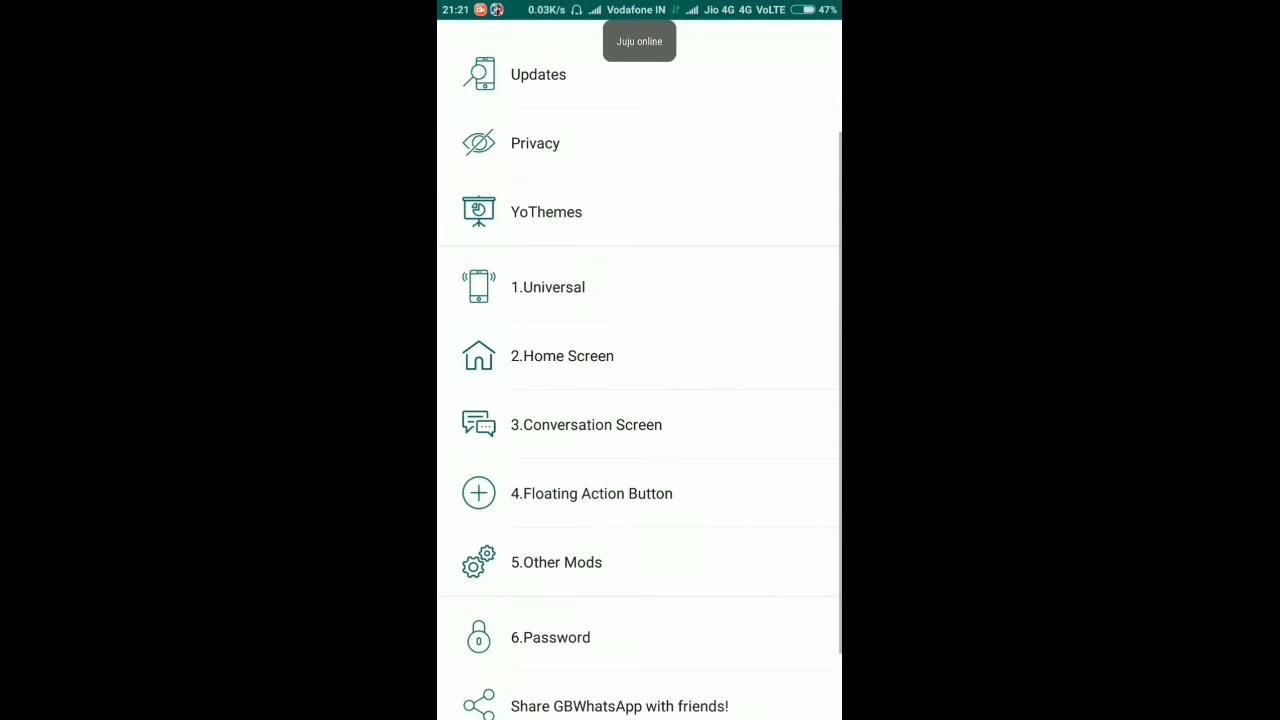 21:21 0.03K/s Vodafone IN Jio 4G 4G VoLTE 47%
Juju online
Updates
Privacy
YoThemes
1.Universal
2.Home Screen
3.Conversation Screen
4.Floating Action Button
5.Other Mods
0
6.Password
Share GBWhatsApp with friends!